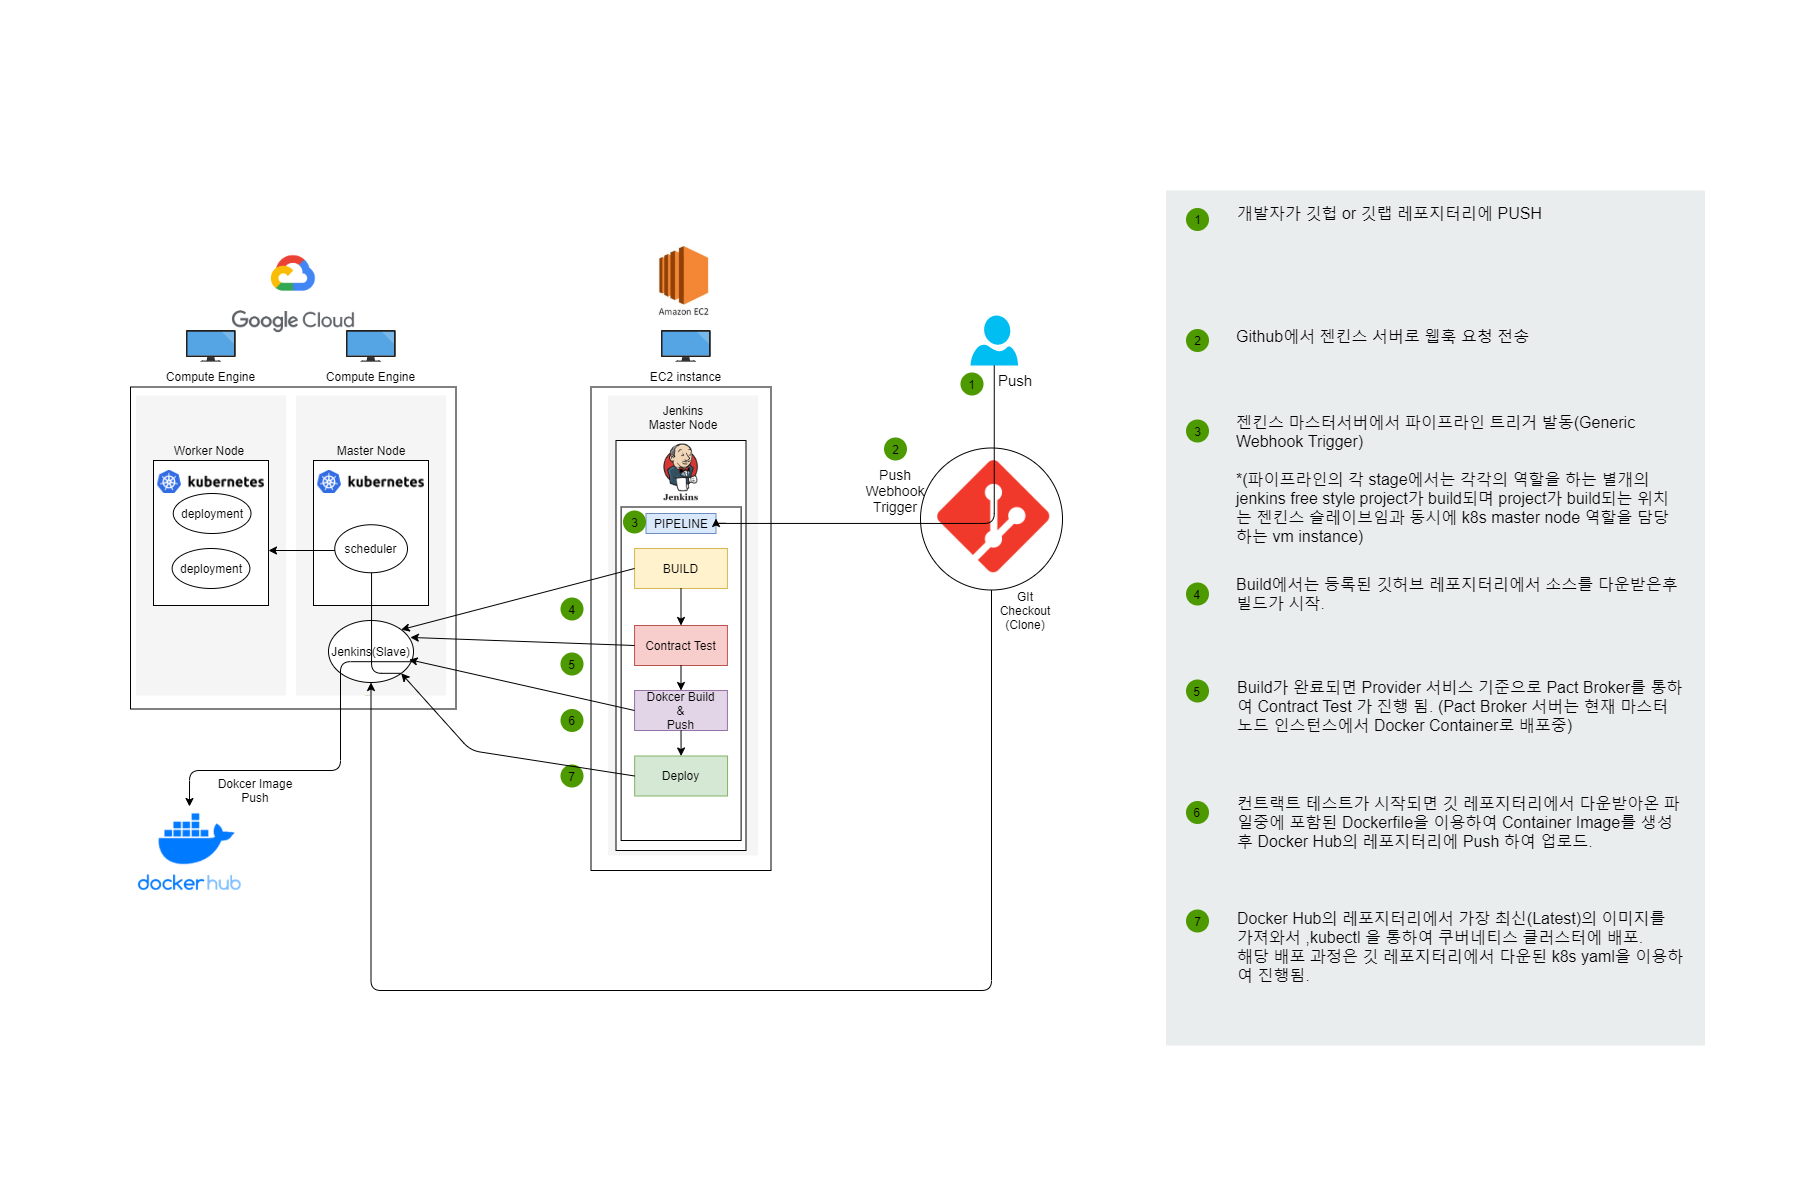 Google Cloud
Compute Engine
Compute Engine
Worker Node
kubernetes
deployment
deployment
Master Node
kubernetes
scheduler
Jenkins(Slave)
Dokcer Image
Push
dockerhub
Amazon EC2
EC2 instance
Jenkins
Master Node
Jenkins
3
PIPELINE
BUILD
Contract Test
Dokcer Build
&
Push
Deploy
4
5
6
7
1
Push
2
Push
Webhook
Trigger
GIt
Checkout
(Clone)
1
개발자가 깃헙 or 깃랩 레포지터리에 PUSH
2
Github에서 젠킨스 서버로 웹훅 요청 전송
3
젠킨스 마스터서버에서 파이프라인 트리거 발동(Generic
Webhook Trigger)
*(파이프라인의 각 stage에서는 각각의 역할을 하는 별개의
jenkins free style project가 build되며 project가 build되는 위치
는 젠킨스 슬레이브임과 동시에 k8s master node 역할을 담당
하는 vm instance)
4
Build에서는 등록된 깃허브 레포지터리에서 소스를 다운받은후
빌드가 시작.
5
Build가 완료되면 Provider 서비스 기준으로 Pact Broker를 통하
여 Contract Test 가 진행 됨. (Pact Broker 서버는 현재 마스터
노드 인스턴스에서 Docker Container로 배포중)
6
컨트랙트 테스트가 시작되면 깃 레포지터리에서 다운받아온 파
일중에 포함된 Dockerfile을 이용하여 Container Image를 생성
후 Docker Hub의 레포지터리에 Push 하여 업로드.
7
Docker Hub의 레포지터리에서 가장 최신(Latest)의 이미지를
가져와서 ,kubectl 을 통하여 쿠버네티스 클러스터에 배포.
해당 배포 과정은 깃 레포지터리에서 다운된 k8s yaml을 이용하
여 진행됨.